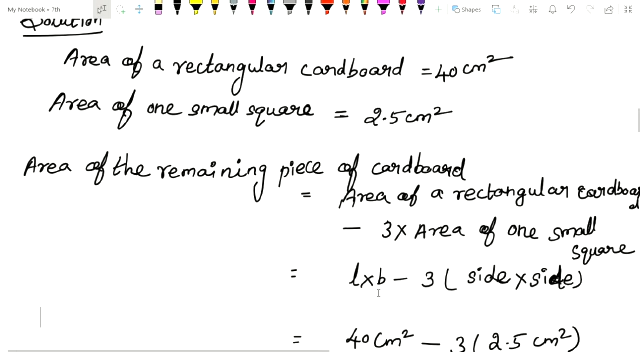 My Notebook • 7th
Shapes
Solution
Area of a rectangular cardboard = 40 cm²
Area of one small square = 2.5 cm²
Area of the remaining piece of cardboard
= Area of a rectangular cardboard
- 3 x Area of one small square
= l x b - 3 ( side x side )
= 40 cm² - 3 ( 2.5 cm² )